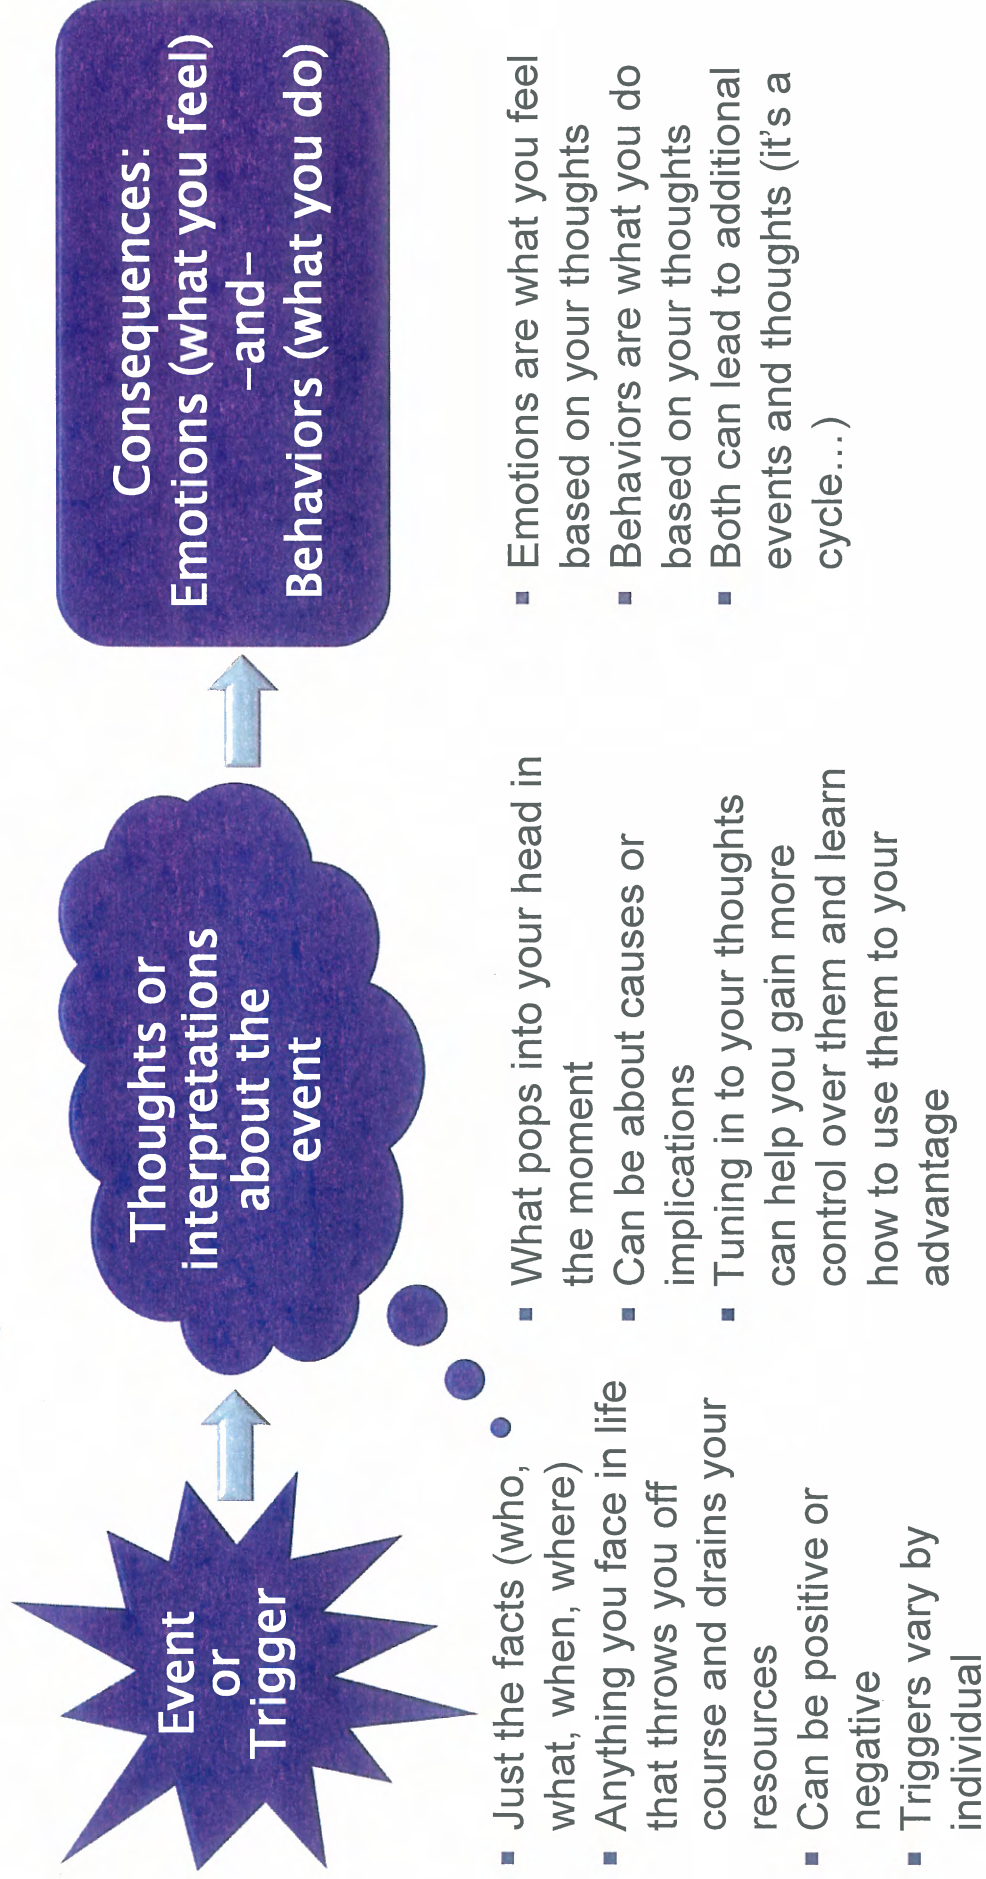 Event
or
Trigger
Thoughts or
interpretations
about the
event
Consequences:
Emotions (what you feel)
–and–
Behaviors (what you do)
▪ Just the facts (who,
what, when, where)
▪ Anything you face in life
that throws you off
course and drains your
resources
▪ Can be positive or
negative
▪ Triggers vary by
individual
▪ What pops into your head in
the moment
▪ Can be about causes or
implications
▪ Tuning in to your thoughts
can help you gain more
control over them and learn
how to use them to your
advantage
▪ Emotions are what you feel
based on your thoughts
▪ Behaviors are what you do
based on your thoughts
▪ Both can lead to additional
events and thoughts (it's a
cycle...)